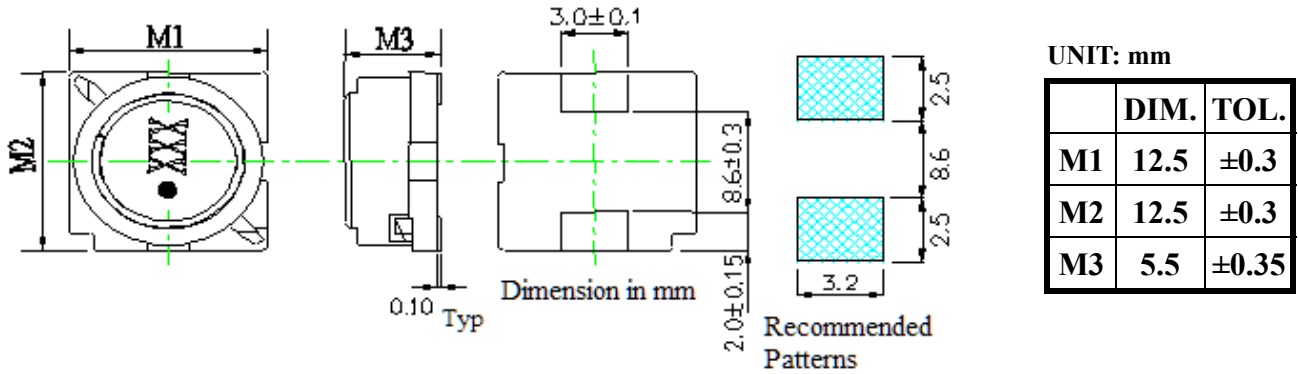 M1
M2
XXX
M3
0.10 Typ
3.0±0.1
8.6±0.3
2.0±0.15
Dimension in mm
2.5
8.6
2.5
3.2
Recommended
Patterns
UNIT: mm
DIM. TOL.
M1 12.5 ±0.3
M2 12.5 ±0.3
M3 5.5 ±0.35